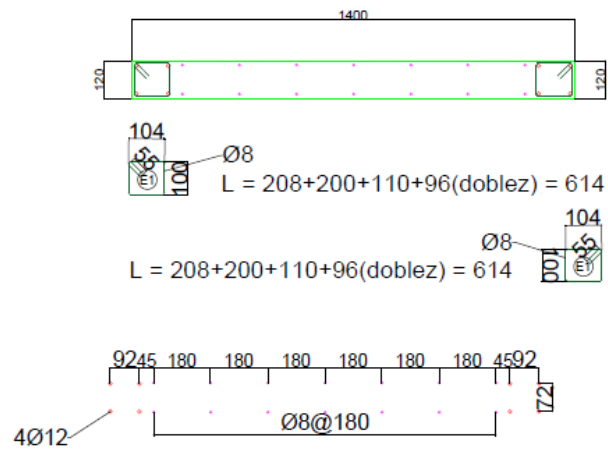 1400
120
120
104
55
Ø8
E1
100
L = 208+200+110+96(doblez) = 614
104
Ø8
55
E1
100
L = 208+200+110+96(doblez) = 614
92 45 180 180 180 180 180 180 45 92
72
Ø8@180
4Ø12